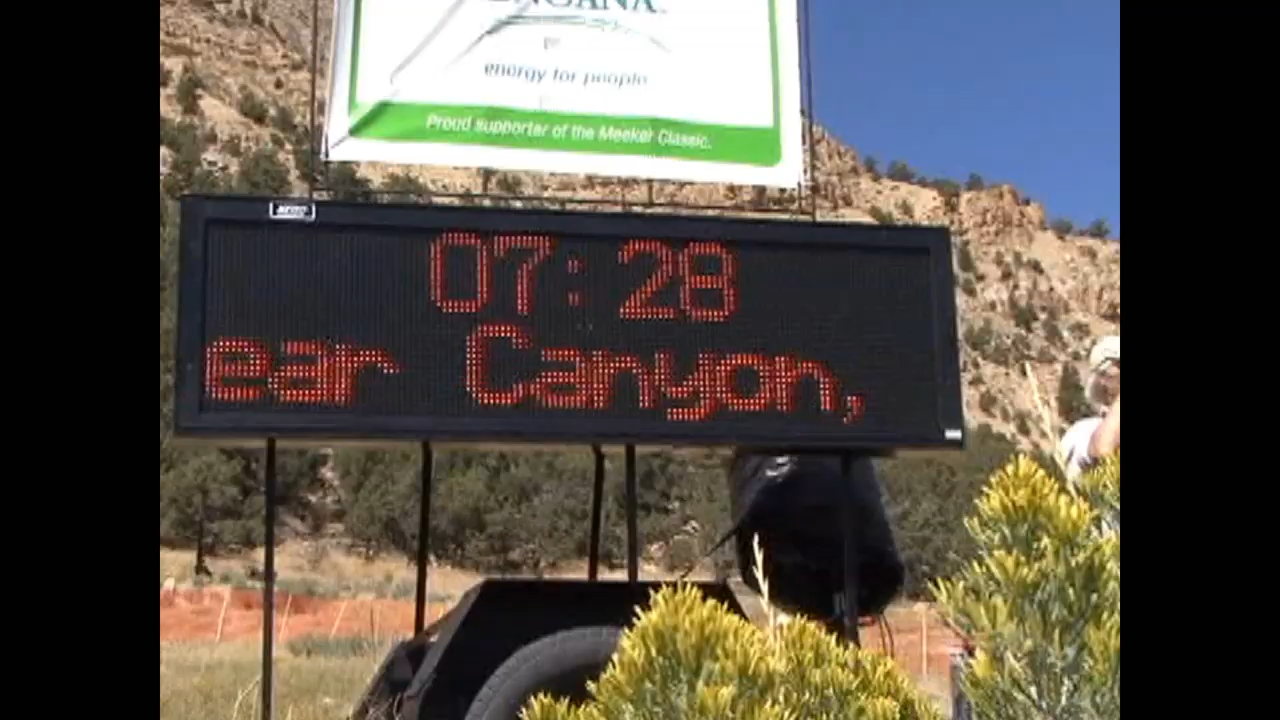 energy for people
Proud supporter of the Meeker Classic.
07:28
ear Canyon,